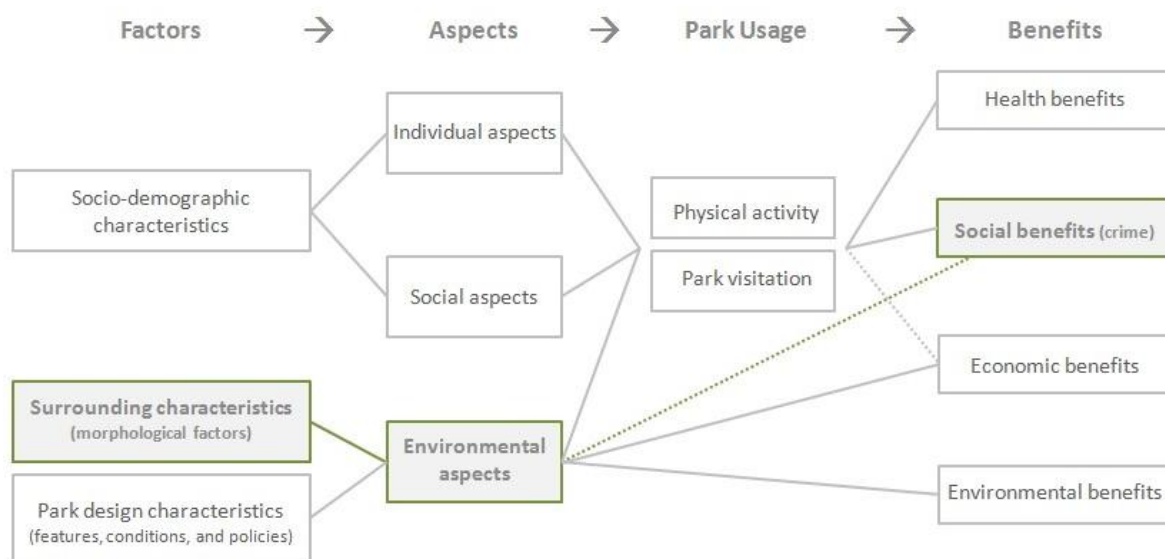 Factors → Aspects → Park Usage → Benefits
Individual aspects
Health benefits
Socio-demographic
characteristics
Physical activity
Social benefits (crime)
Park visitation
Social aspects
Economic benefits
Surrounding characteristics
(morphological factors)
Environmental
aspects
Environmental benefits
Park design characteristics
(features, conditions, and policies)